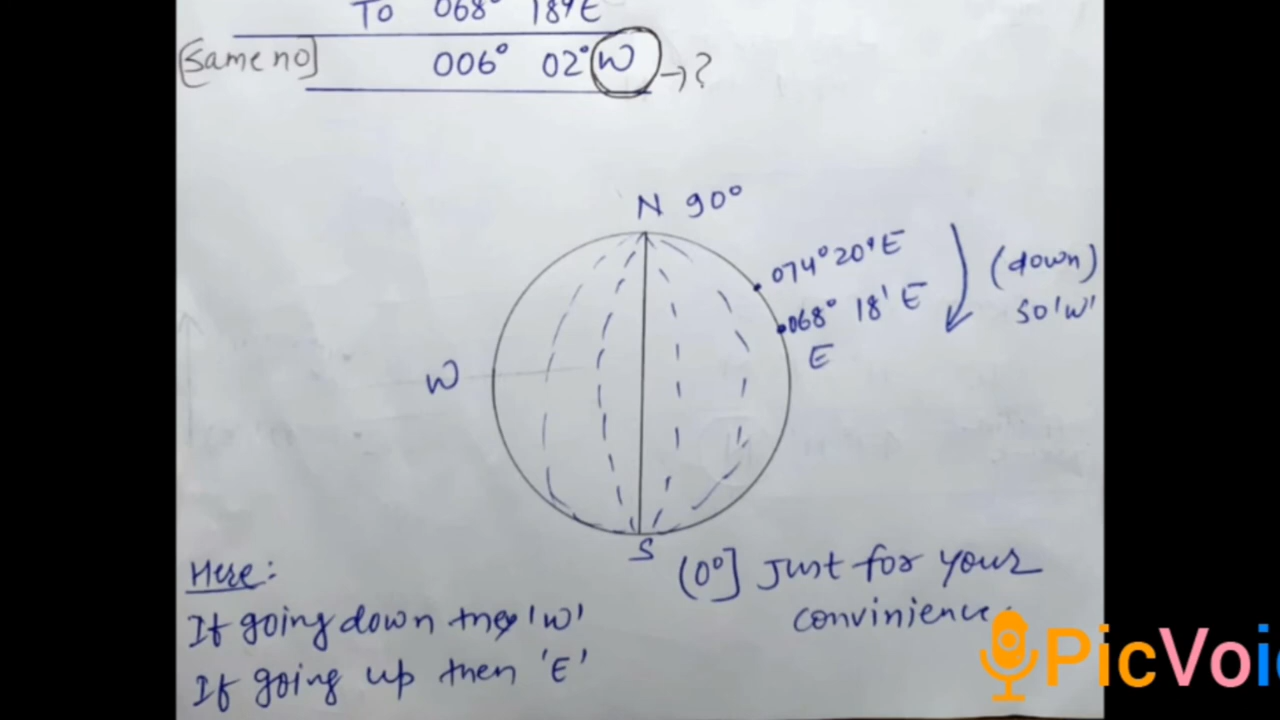 To 068° 18° E
[Same no] 006° 02° W → ?
N 90°
074° 20° E
068° 18' E
(down)
so 'W'
E
W
S
(0°] Just for your
convinience.
Here:
If going down then 'W'
If going up then 'E'
PicVoi